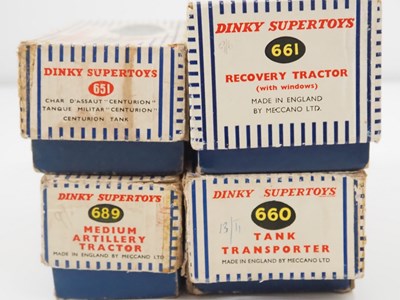 DINKY SUPERTOYS
651
CHAR D'ASSAUT "CENTURION"
TANQUE MILITAR "CENTURION"
CENTURION TANK
DINKY SUPERTOYS
661
RECOVERY TRACTOR
(with windows)
MADE IN ENGLAND
BY MECCANO LTD.
DINKY SUPERTOYS
689
MEDIUM
ARTILLERY
TRACTOR
MADE IN ENGLAND BY MECCANO LTD
DINKY SUPERTOYS
660
TANK
TRANSPORTER
MADE IN ENGLAND BY MECCANO LTD